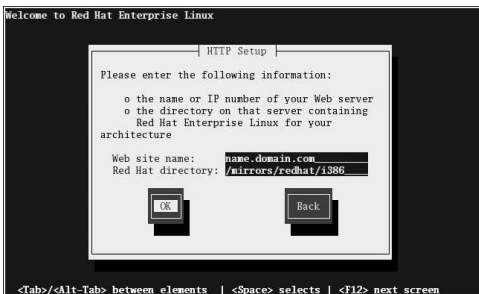 Welcome to Red Hat Enterprise Linux
HTTP Setup
Please enter the following information:
o the name or IP number of your Web server
o the directory on that server containing
Red Hat Enterprise Linux for your
architecture
Web site name: name.domain.com
Red Hat directory: /mirrors/redhat/i386
OK Back
<Tab>/<Alt-Tab> between elements | <Space> selects | <F12> next screen